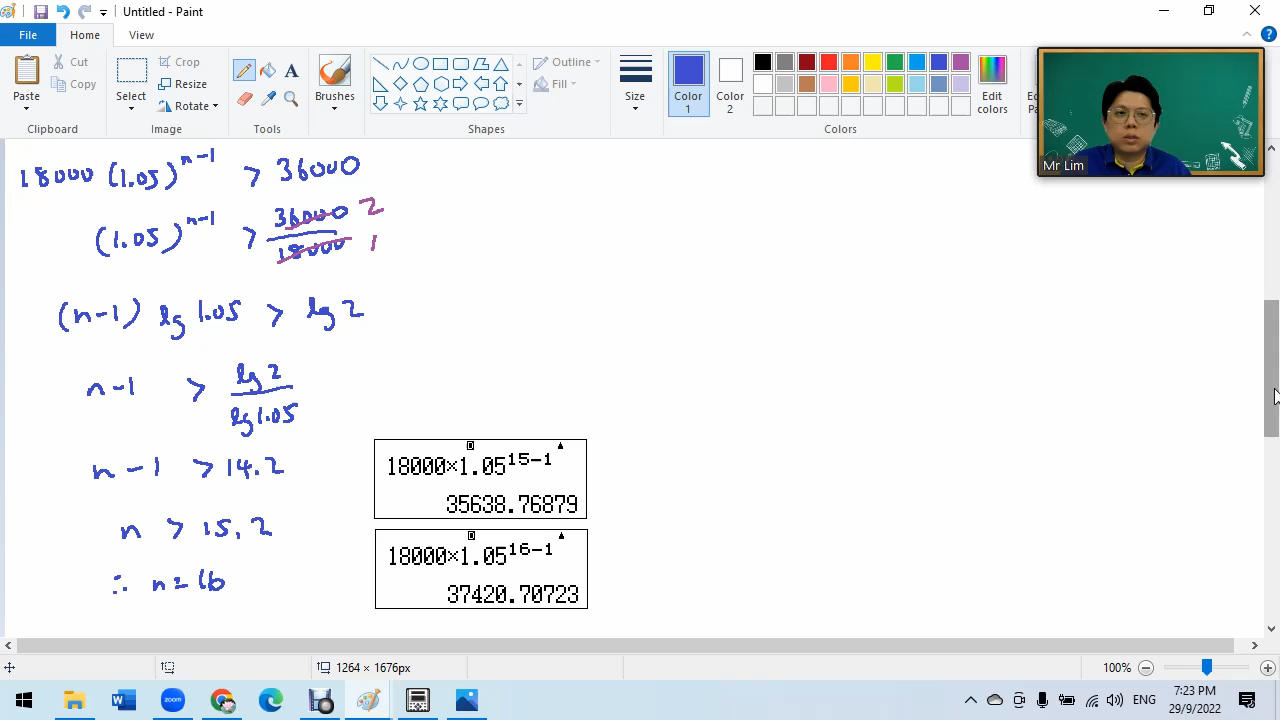 Untitled - Paint
File
Home
View
Paste
Cut
Copy
Clipboard
Select
Crop
Resize
Rotate
Image
Tools
Brushes
Shapes
Outline
Fill
Size
Color 1
Color 2
Colors
Edit colors
Mr Lim
18000 (1.05)^{n-1} > 36000
(1.05)^{n-1} > 36000/18000 2 1
(n-1) lg 1.05 > lg 2
n-1 > lg 2/lg 1.05
n-1 > 14.2
n > 15.2
∴ n = 16
18000×1.05^{15-1}
35638.76879
18000×1.05^{16-1}
37420.70723
1264 × 1676px
100%
zoom
ENG
7:23 PM
29/9/2022